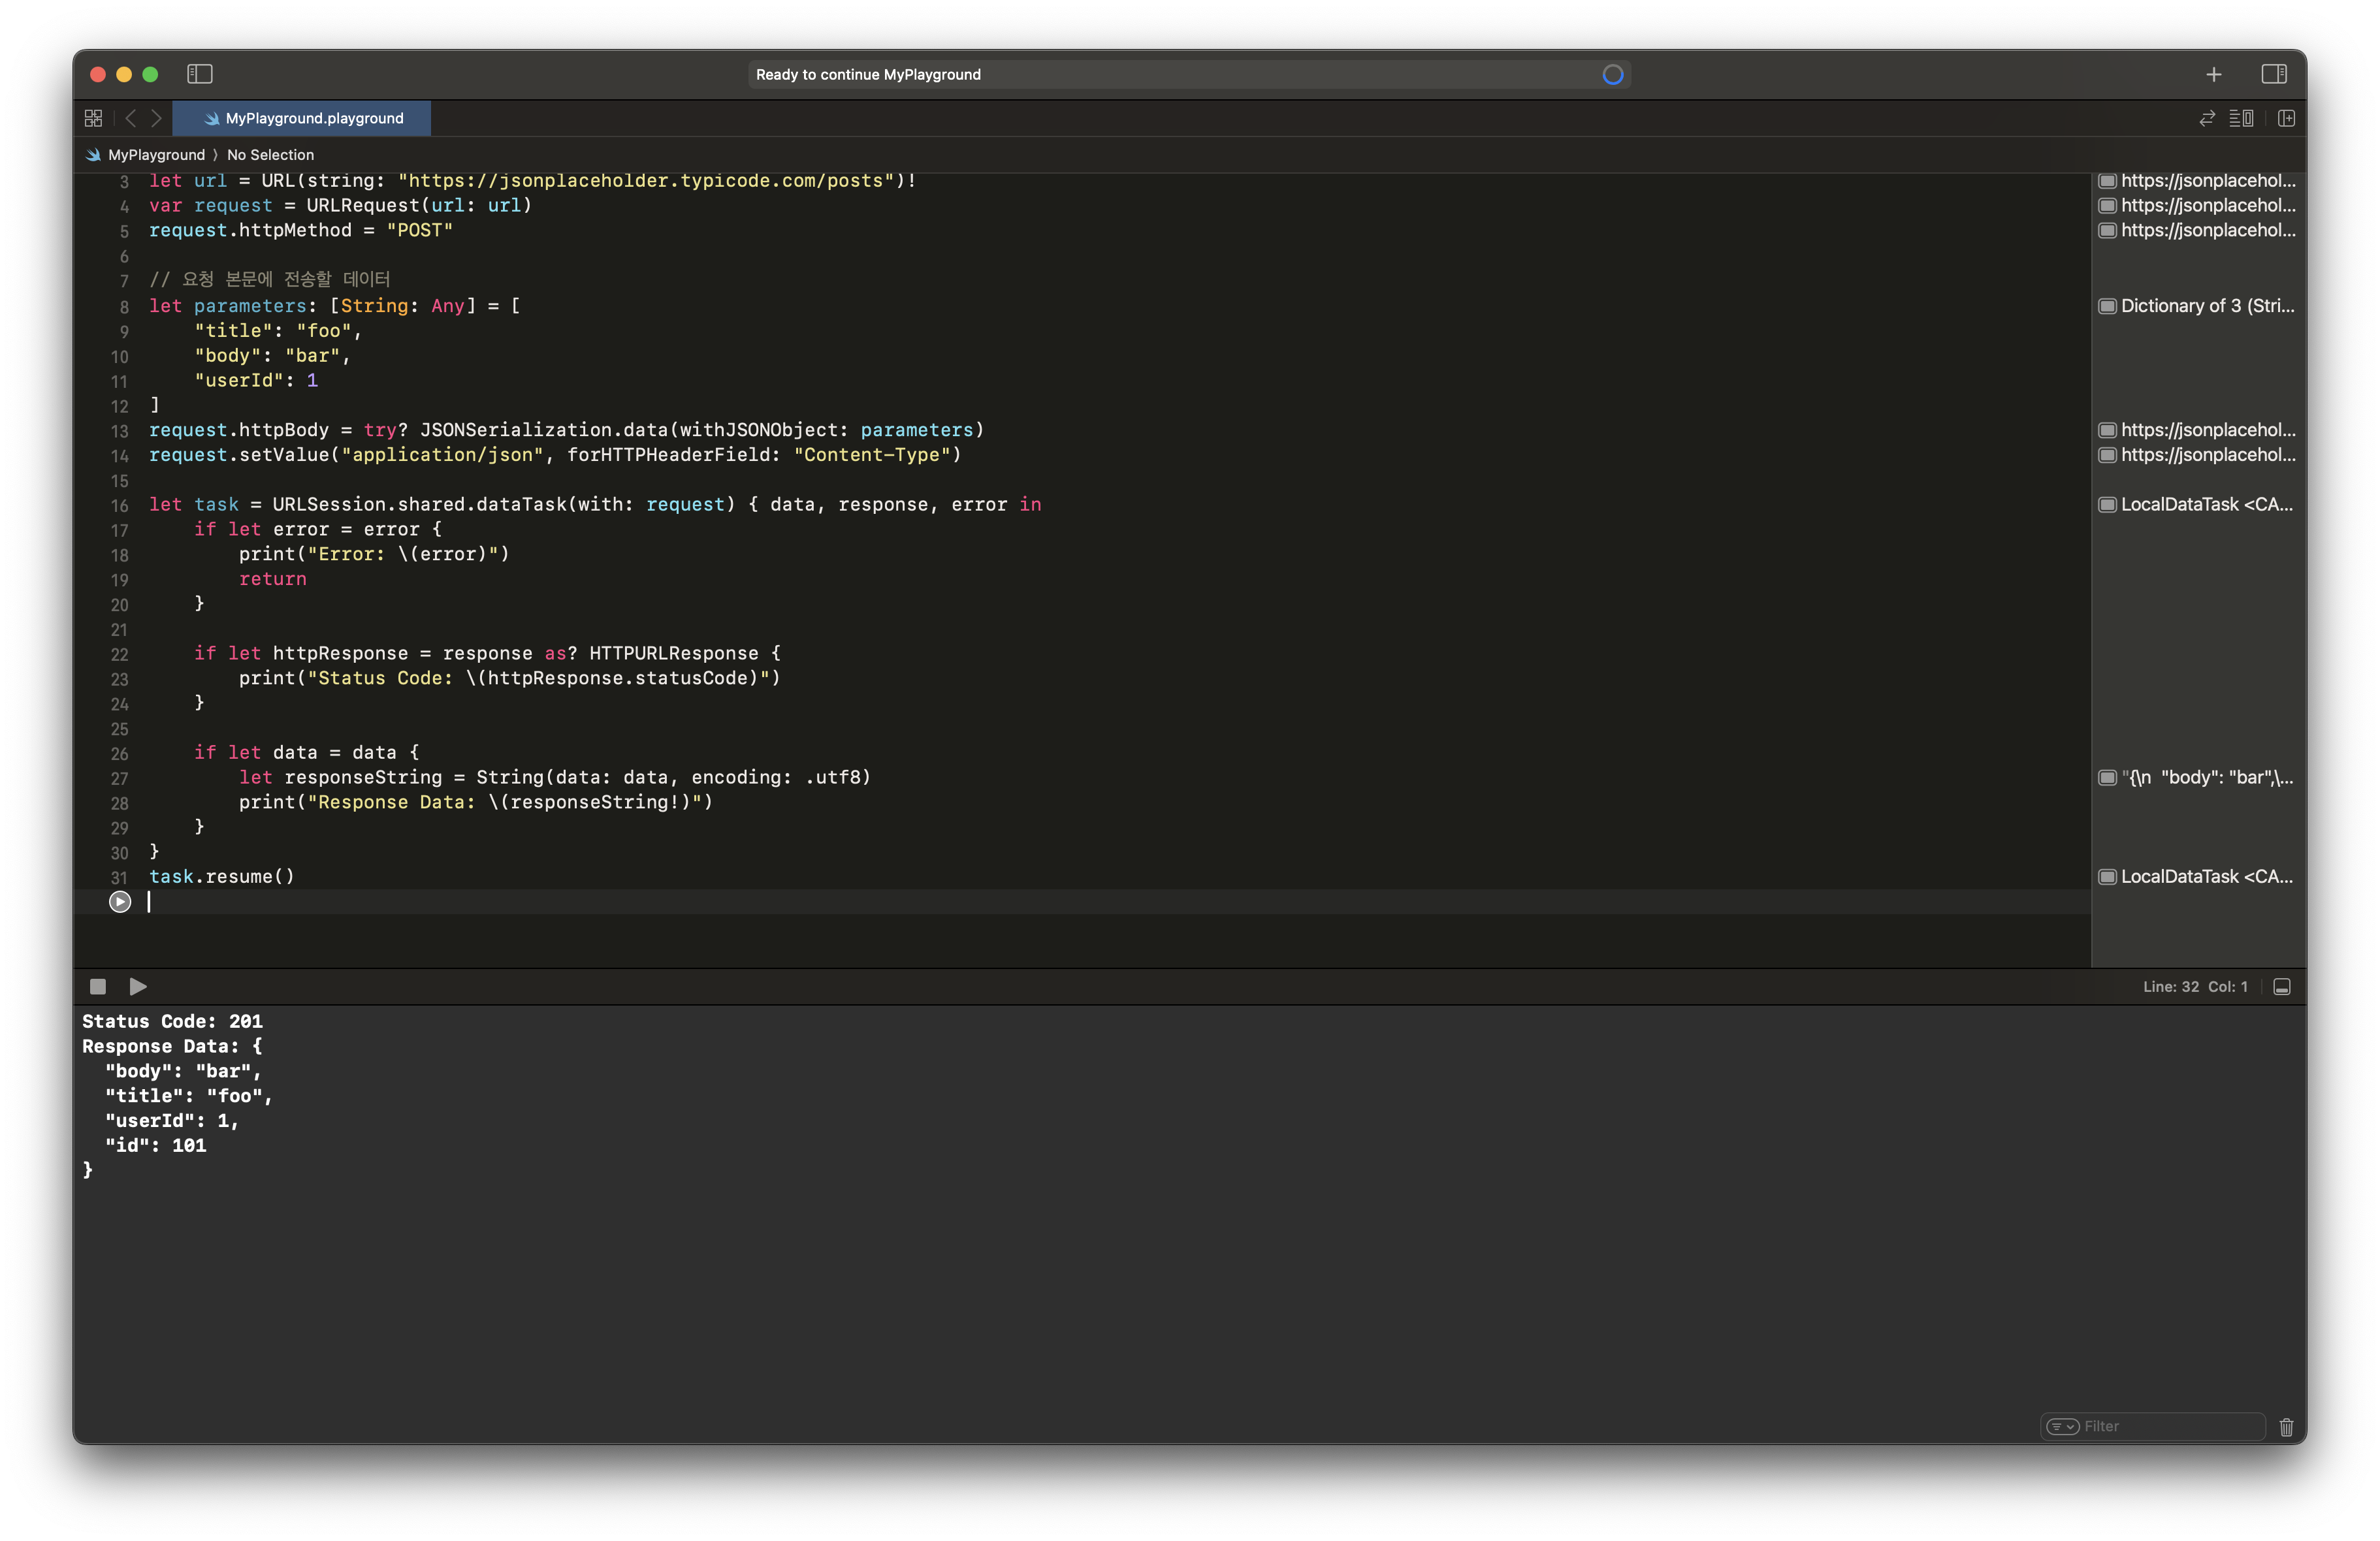 Ready to continue MyPlayground
MyPlayground.playground
MyPlayground 〉 No Selection
3 let url = URL(string: "https://jsonplaceholder.typicode.com/posts")! https://jsonplacehol...
4 var request = URLRequest(url: url) https://jsonplacehol...
5 request.httpMethod = "POST" https://jsonplacehol...
6
7 // 요청 본문에 전송할 데이터
8 let parameters: [String: Any] = [ Dictionary of 3 (Stri...
9     "title": "foo",
10     "body": "bar",
11     "userId": 1
12 ]
13 request.httpBody = try? JSONSerialization.data(withJSONObject: parameters) https://jsonplacehol...
14 request.setValue("application/json", forHTTPHeaderField: "Content-Type") https://jsonplacehol...
15
16 let task = URLSession.shared.dataTask(with: request) { data, response, error in LocalDataTask <CA...
17     if let error = error {
18         print("Error: \(error)")
19         return
20     }
21
22     if let httpResponse = response as? HTTPURLResponse {
23         print("Status Code: \(httpResponse.statusCode)")
24     }
25
26     if let data = data {
27         let responseString = String(data: data, encoding: .utf8) "{\n  "body": "bar",\...
28         print("Response Data: \(responseString!)")
29     }
30 }
31 task.resume() LocalDataTask <CA...
Line: 32 Col: 1
Status Code: 201
Response Data: {
  "body": "bar",
  "title": "foo",
  "userId": 1,
  "id": 101
}
Filter